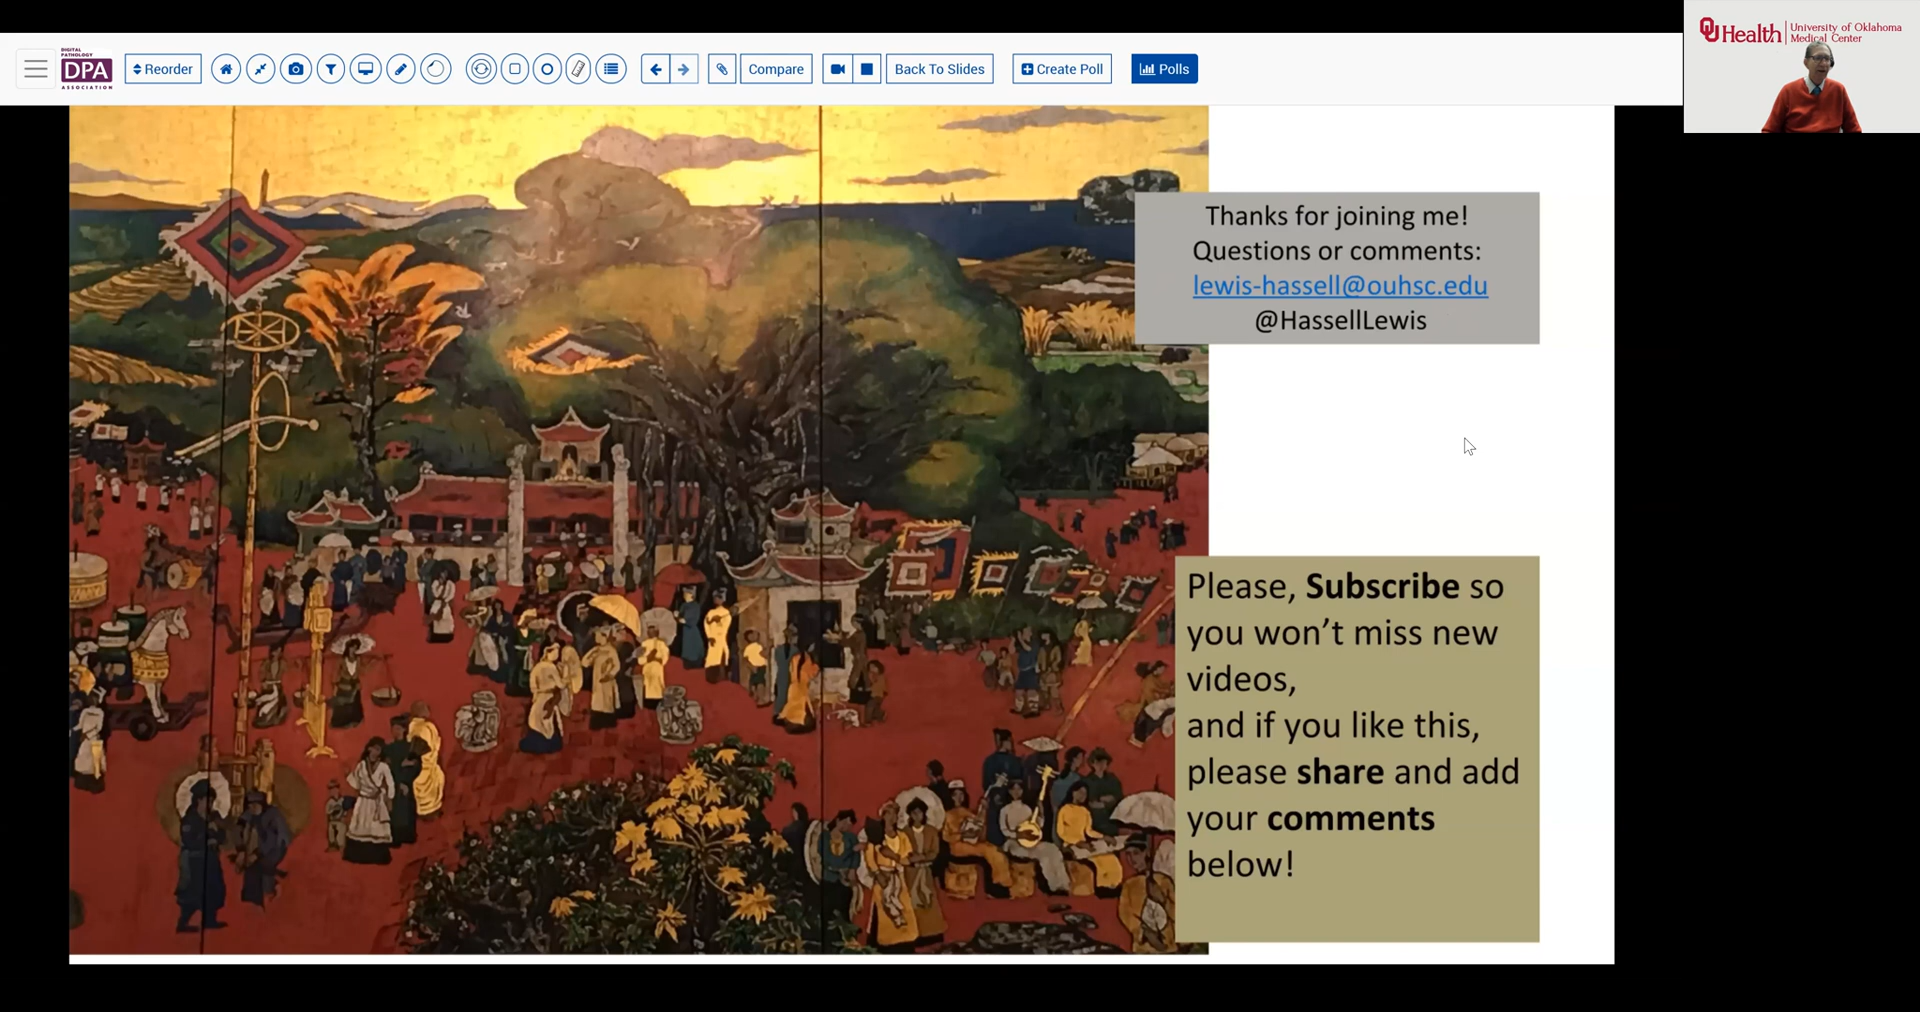 DIGITAL
PATHOLOGY
DPA
ASSOCIATION
Reorder
Compare
Back To Slides
Create Poll
Polls
OU Health | University of Oklahoma
Medical Center
Thanks for joining me!
Questions or comments:
lewis-hassell@ouhsc.edu
@HassellLewis
Please, Subscribe so
you won’t miss new
videos,
and if you like this,
please share and add
your comments
below!